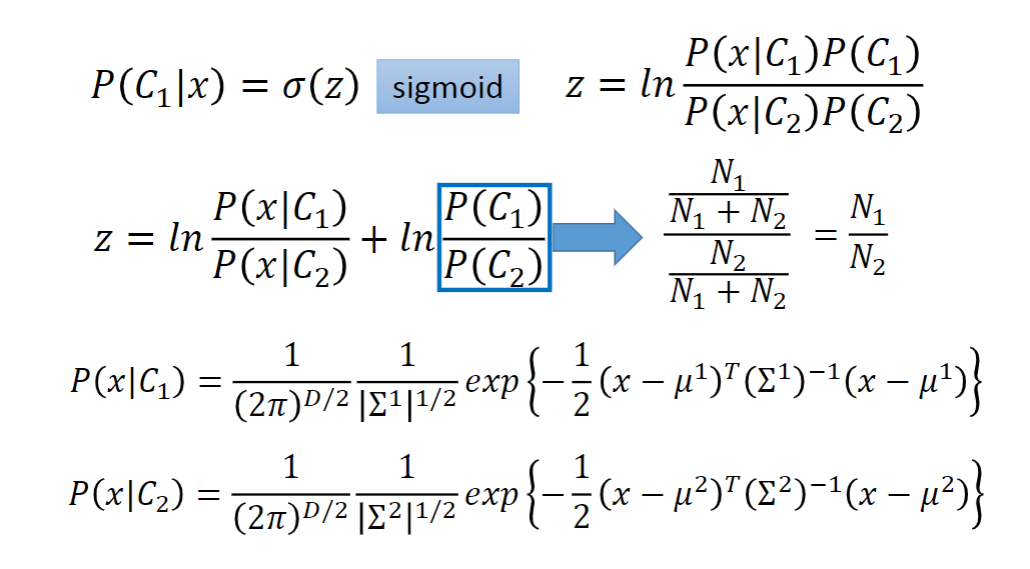 P(C₁|x) = σ(z) sigmoid z = ln P(x|C₁)P(C₁) / P(x|C₂)P(C₂)
z = ln P(x|C₁) / P(x|C₂) + ln P(C₁) / P(C₂) (N₁ / (N₁ + N₂)) / (N₂ / (N₁ + N₂)) = N₁ / N₂
P(x|C₁) = 1 / (2π)^{D/2} 1 / |Σ¹|^{1/2} exp {− 1/2 (x − μ¹)ᵀ (Σ¹)⁻¹ (x − μ¹)}
P(x|C₂) = 1 / (2π)^{D/2} 1 / |Σ²|^{1/2} exp {− 1/2 (x − μ²)ᵀ (Σ²)⁻¹ (x − μ²)}